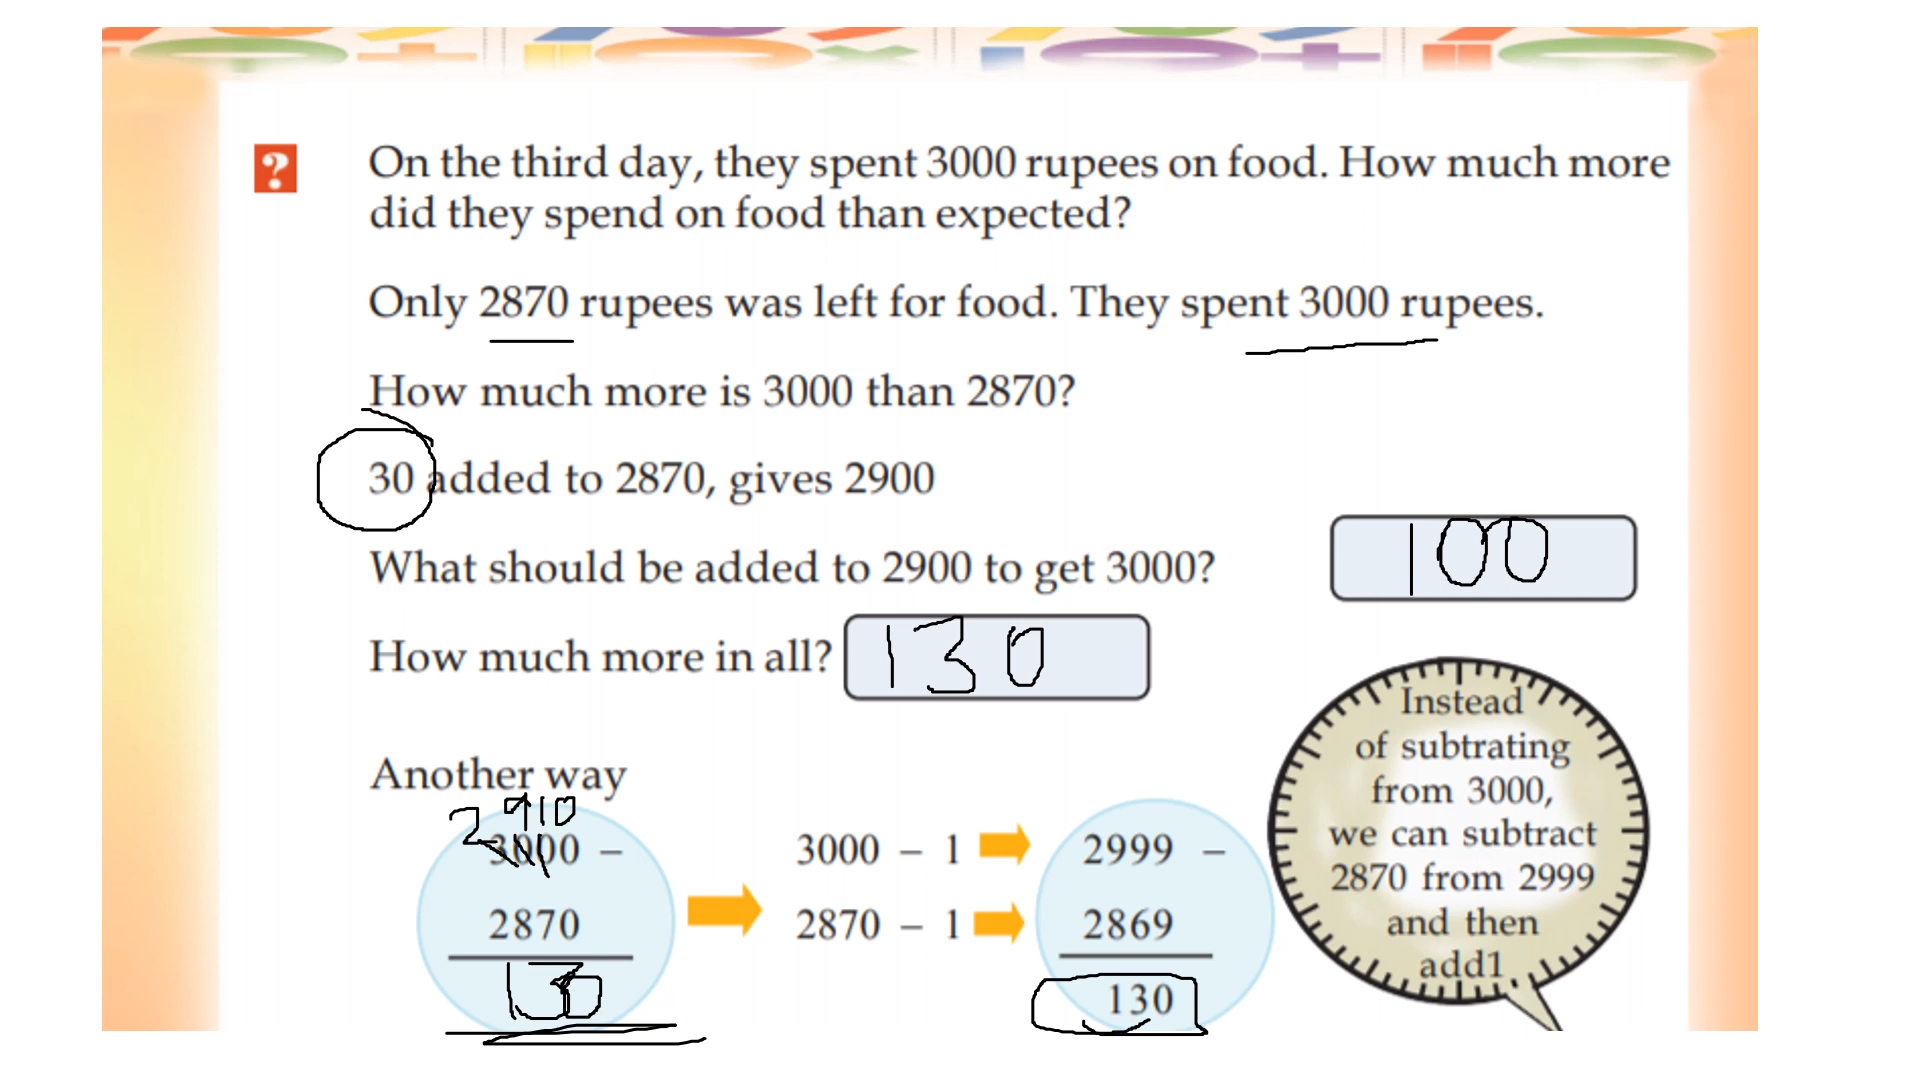 ?
On the third day, they spent 3000 rupees on food. How much more
did they spend on food than expected?
Only 2870 rupees was left for food. They spent 3000 rupees.
How much more is 3000 than 2870?
30 added to 2870, gives 2900
What should be added to 2900 to get 3000? 100
How much more in all? 130
Another way
2 9 10
3000 –
2870
130
3000 – 1
2870 – 1
2999 –
2869
130
Instead
of subtrating
from 3000,
we can subtract
2870 from 2999
and then
add1